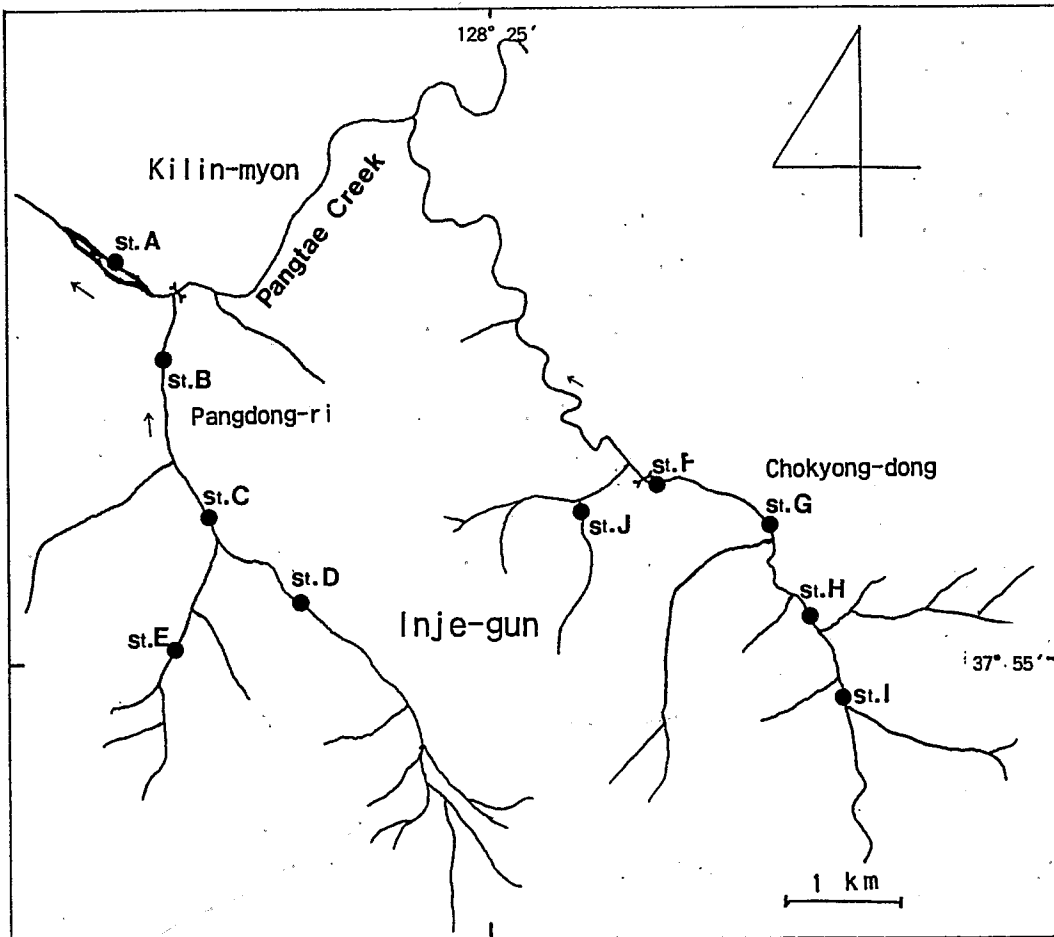 128° 25′
Kilin-myon
Pangtae Creek
st.A
st.B
Pangdong-ri
st.F
Chokyong-dong
st.C
st.G
st.J
st.D
st.H
Inje-gun
st.E
37°.55′
st.I
1 km